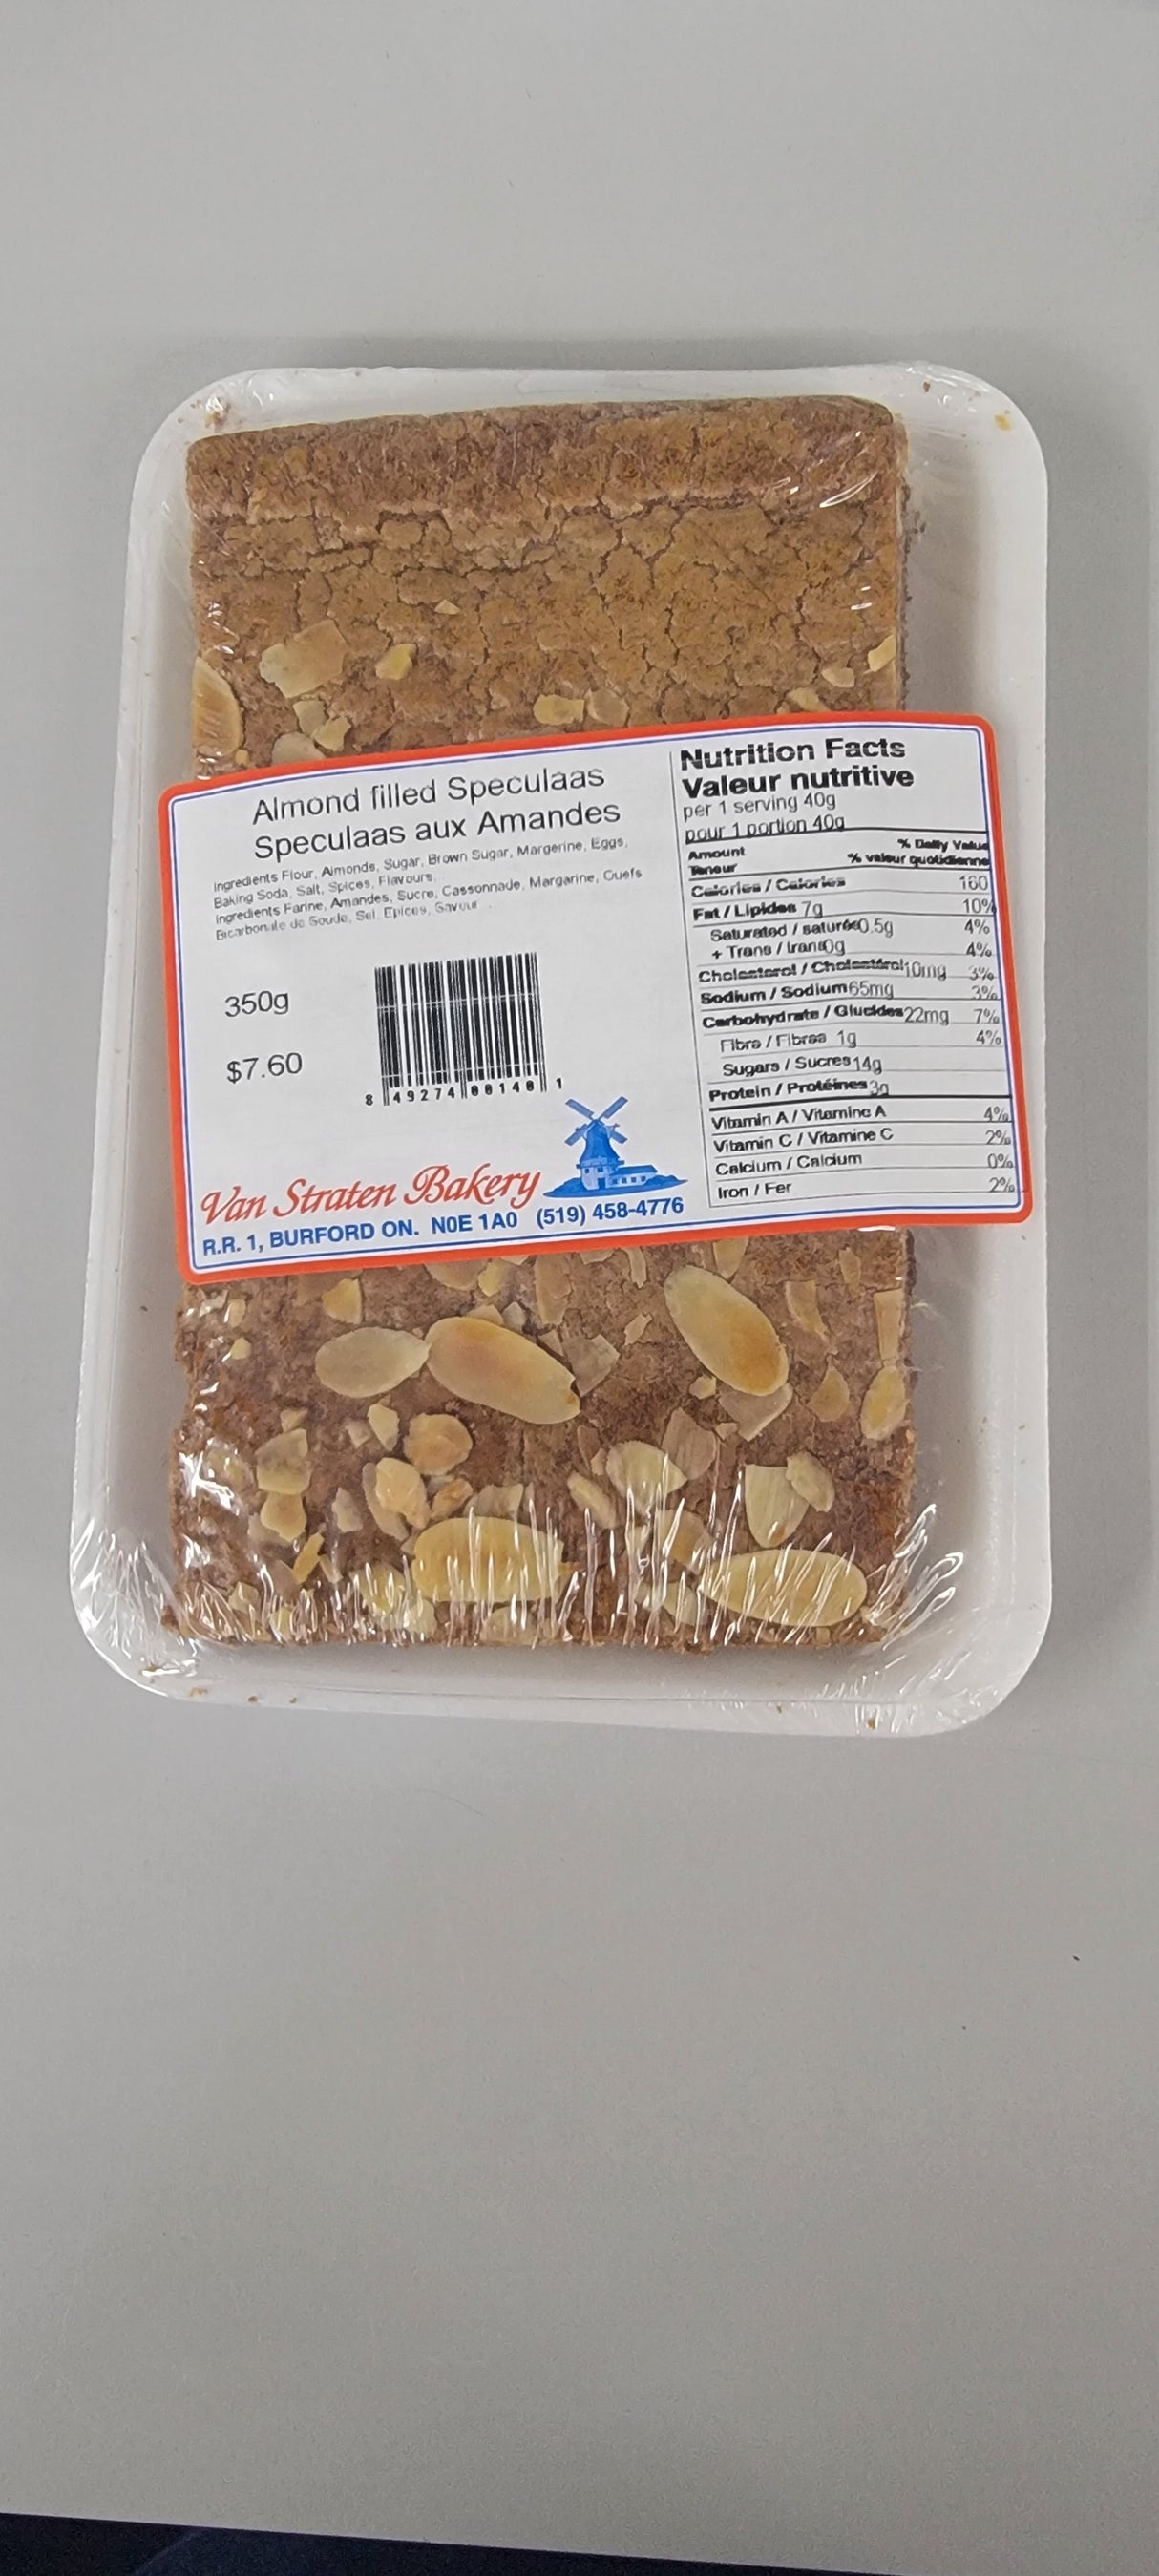 Almond filled Speculaas
Speculaas aux Amandes
Ingredients Flour, Almonds, Sugar, Brown Sugar, Margerine, Eggs,
Baking Soda, Salt, Spices, Flavours.
Ingredients Farine, Amandes, Sucre, Cassonnade, Margarine, Ouefs
Bicarbonate de Soude, Sel, Epices, Saveur
350g
$7.60
8 49274 00140 1
Van Straten Bakery
R.R. 1, BURFORD ON. N0E 1A0 (519) 458-4776
Nutrition Facts
Valeur nutritive
per 1 serving 40g
pour 1 portion 40g
Amount % Daily Value
Teneur % valeur quotidienne
Calories / Calories 160
Fat / Lipides 7g 10%
Saturated / saturés 0.5g 4%
+ Trans / trans 0g 4%
Cholesterol / Cholestérol 10mg 3%
Sodium / Sodium 65mg 3%
Carbohydrate / Glucides 22mg 7%
Fibre / Fibres 1g 4%
Sugars / Sucres 14g
Protein / Protéines 3g
Vitamin A / Vitamine A 4%
Vitamin C / Vitamine C 2%
Calcium / Calcium 0%
Iron / Fer 2%